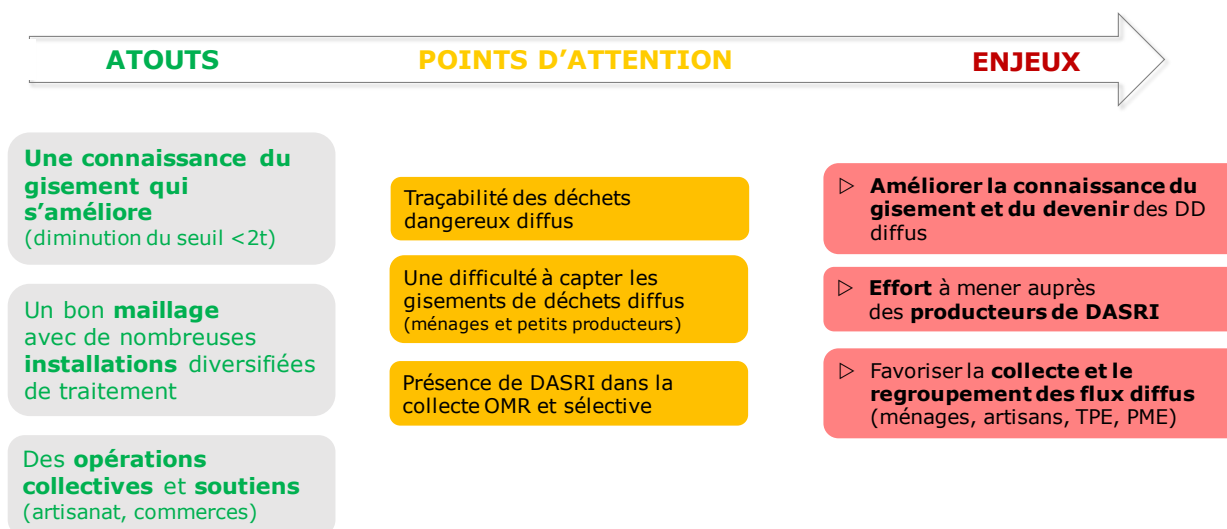 ATOUTS
POINTS D'ATTENTION
ENJEUX
Une connaissance du
gisement qui
s'améliore
(diminution du seuil <2t)
Un bon maillage
avec de nombreuses
installations diversifiées
de traitement
Des opérations
collectives et soutiens
(artisanat, commerces)
Traçabilité des déchets
dangereux diffus
Une difficulté à capter les
gisements de déchets diffus
(ménages et petits producteurs)
Présence de DASRI dans la
collecte OMR et sélective
▷ Améliorer la connaissance du
gisement et du devenir des DD
diffus
▷ Effort à mener auprès
des producteurs de DASRI
▷ Favoriser la collecte et le
regroupement des flux diffus
(ménages, artisans, TPE, PME)